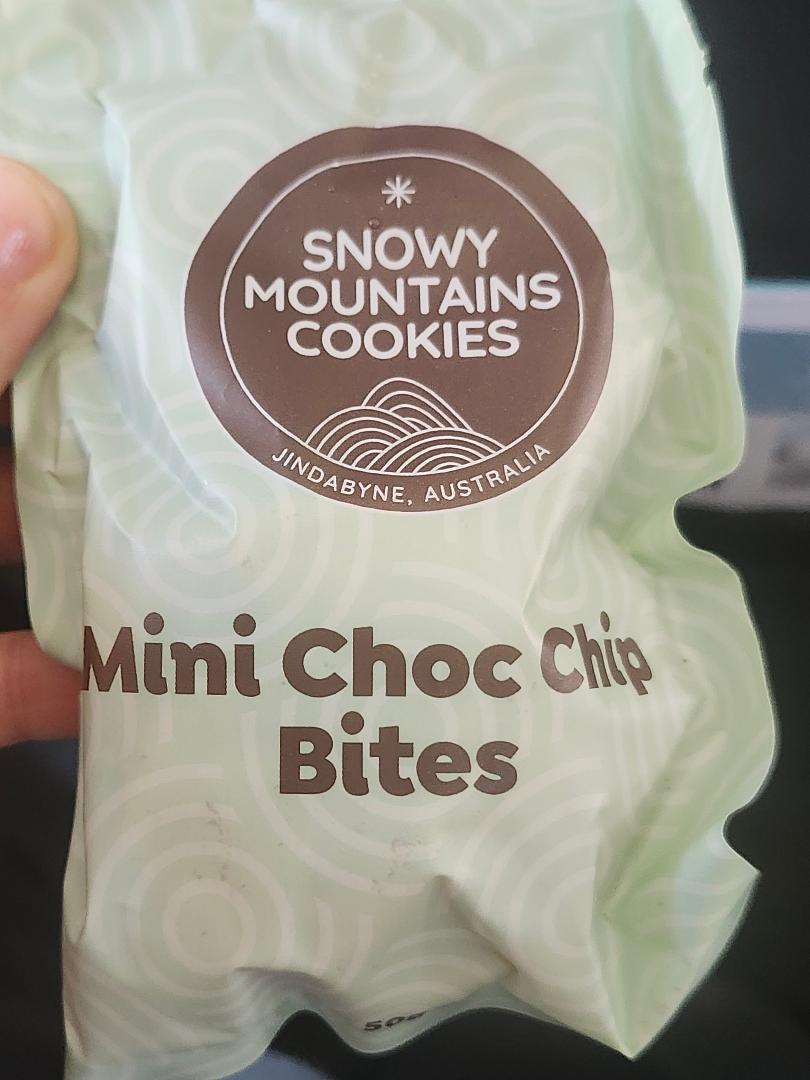 SNOWY
MOUNTAINS
COOKIES
JINDABYNE, AUSTRALIA
Mini Choc Chip
Bites